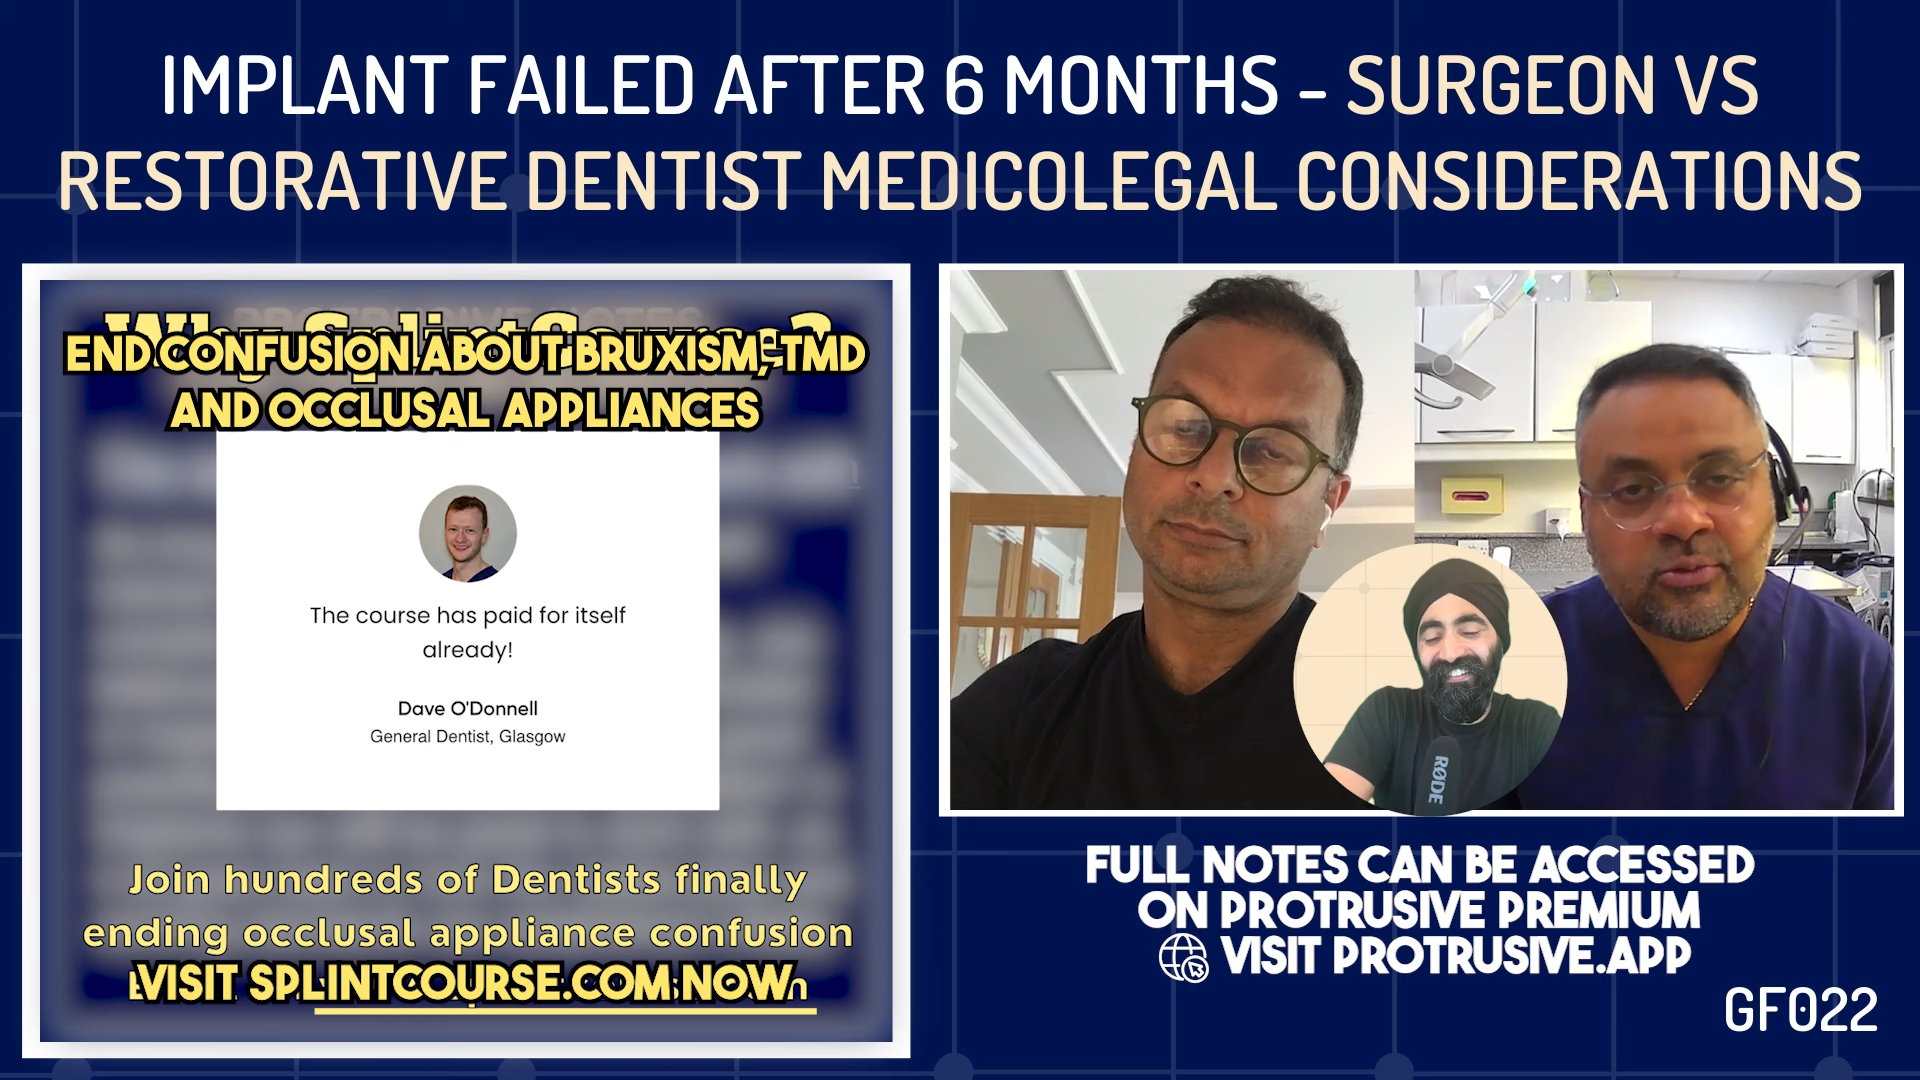 IMPLANT FAILED AFTER 6 MONTHS - SURGEON VS
RESTORATIVE DENTIST MEDICOLEGAL CONSIDERATIONS
Why SplintCourse?
END CONFUSION ABOUT BRUXISM, TMD
AND OCCLUSAL APPLIANCES
The course has paid for itself
already!
Dave O'Donnell
General Dentist, Glasgow
Join hundreds of Dentists finally
ending occlusal appliance confusion
VISIT SPLINTCOURSE.COM NOW
RØDE
FULL NOTES CAN BE ACCESSED
ON PROTRUSIVE PREMIUM
VISIT PROTRUSIVE.APP
GF022